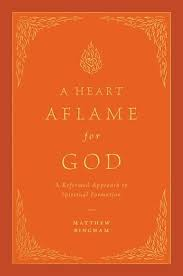 A HEART
AFLAME for
GOD
A Reformed Approach to
Spiritual Formation
MATTHEW
BINGHAM